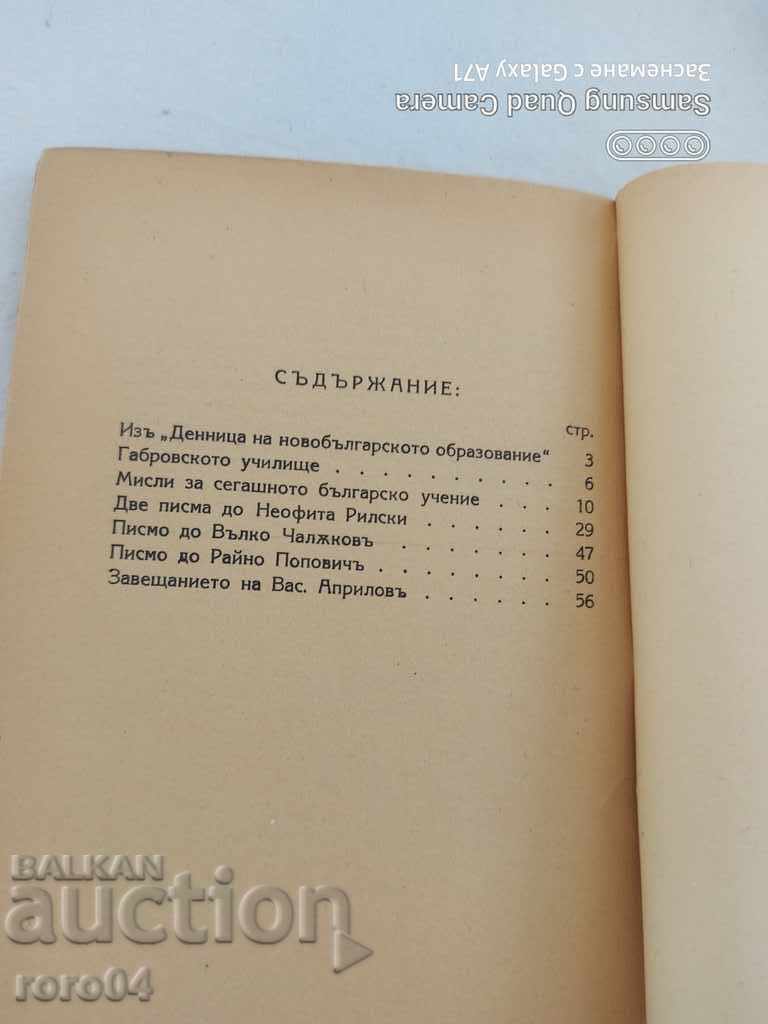 Samsung Quad Camera
Заснемане с Galaxy A71
СЪДЪРЖАНИЕ:
стр.
Изъ „Денница на новобългарското образование“ 3
Габровското училище . . . . . . . . . . 6
Мисли за сегашното българско учение . . . 10
Две писма до Неофита Рилски . . . . . . 29
Писмо до Вълко Чалѫковъ . . . . . . . 47
Писмо до Райно Поповичъ . . . . . . . . 50
Завещанието на Вас. Априловъ . . . . . . 56
BALKAN
auction
roro04